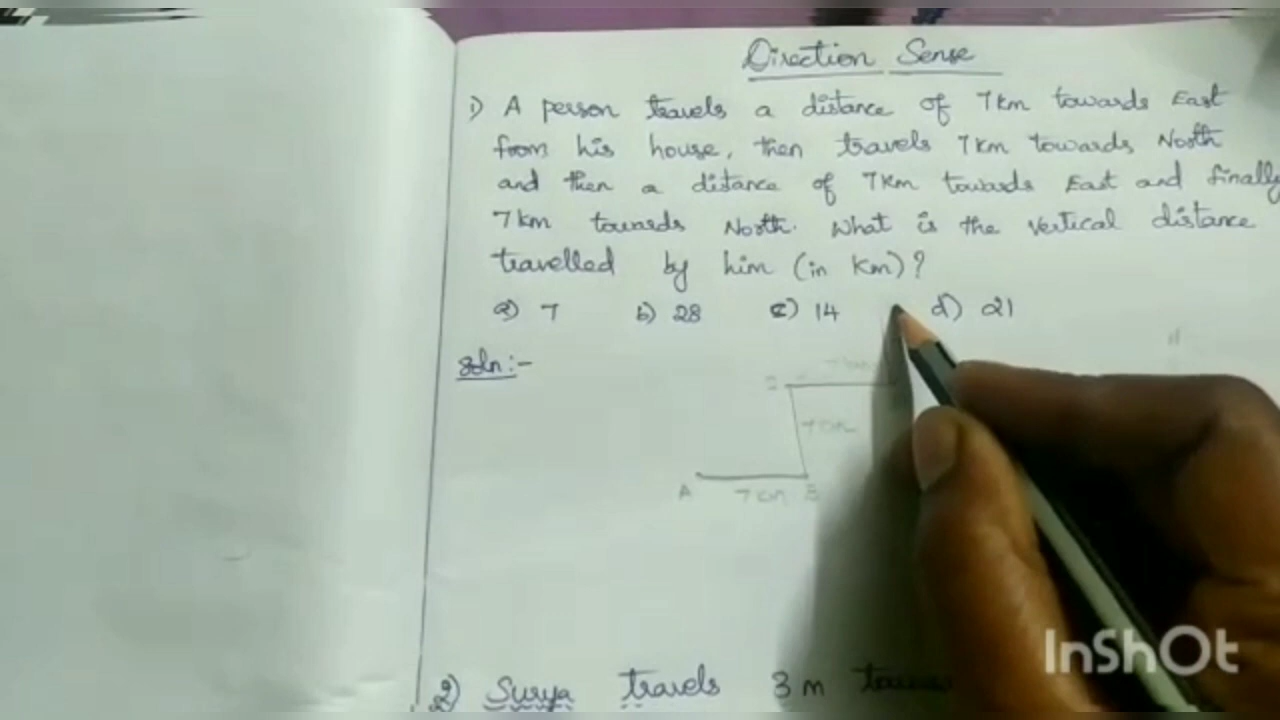 Direction Sense
1) A person travels a distance of 7km towards East
from his house, then travels 7km towards North
and then a distance of 7km towards East and finally
7km towards North. What is the vertical distance
travelled by him (in km)?
a) 7 b) 28 c) 14 d) 21
Soln:-
7km
A 7km B
2) Surya travels 3m
InShOt